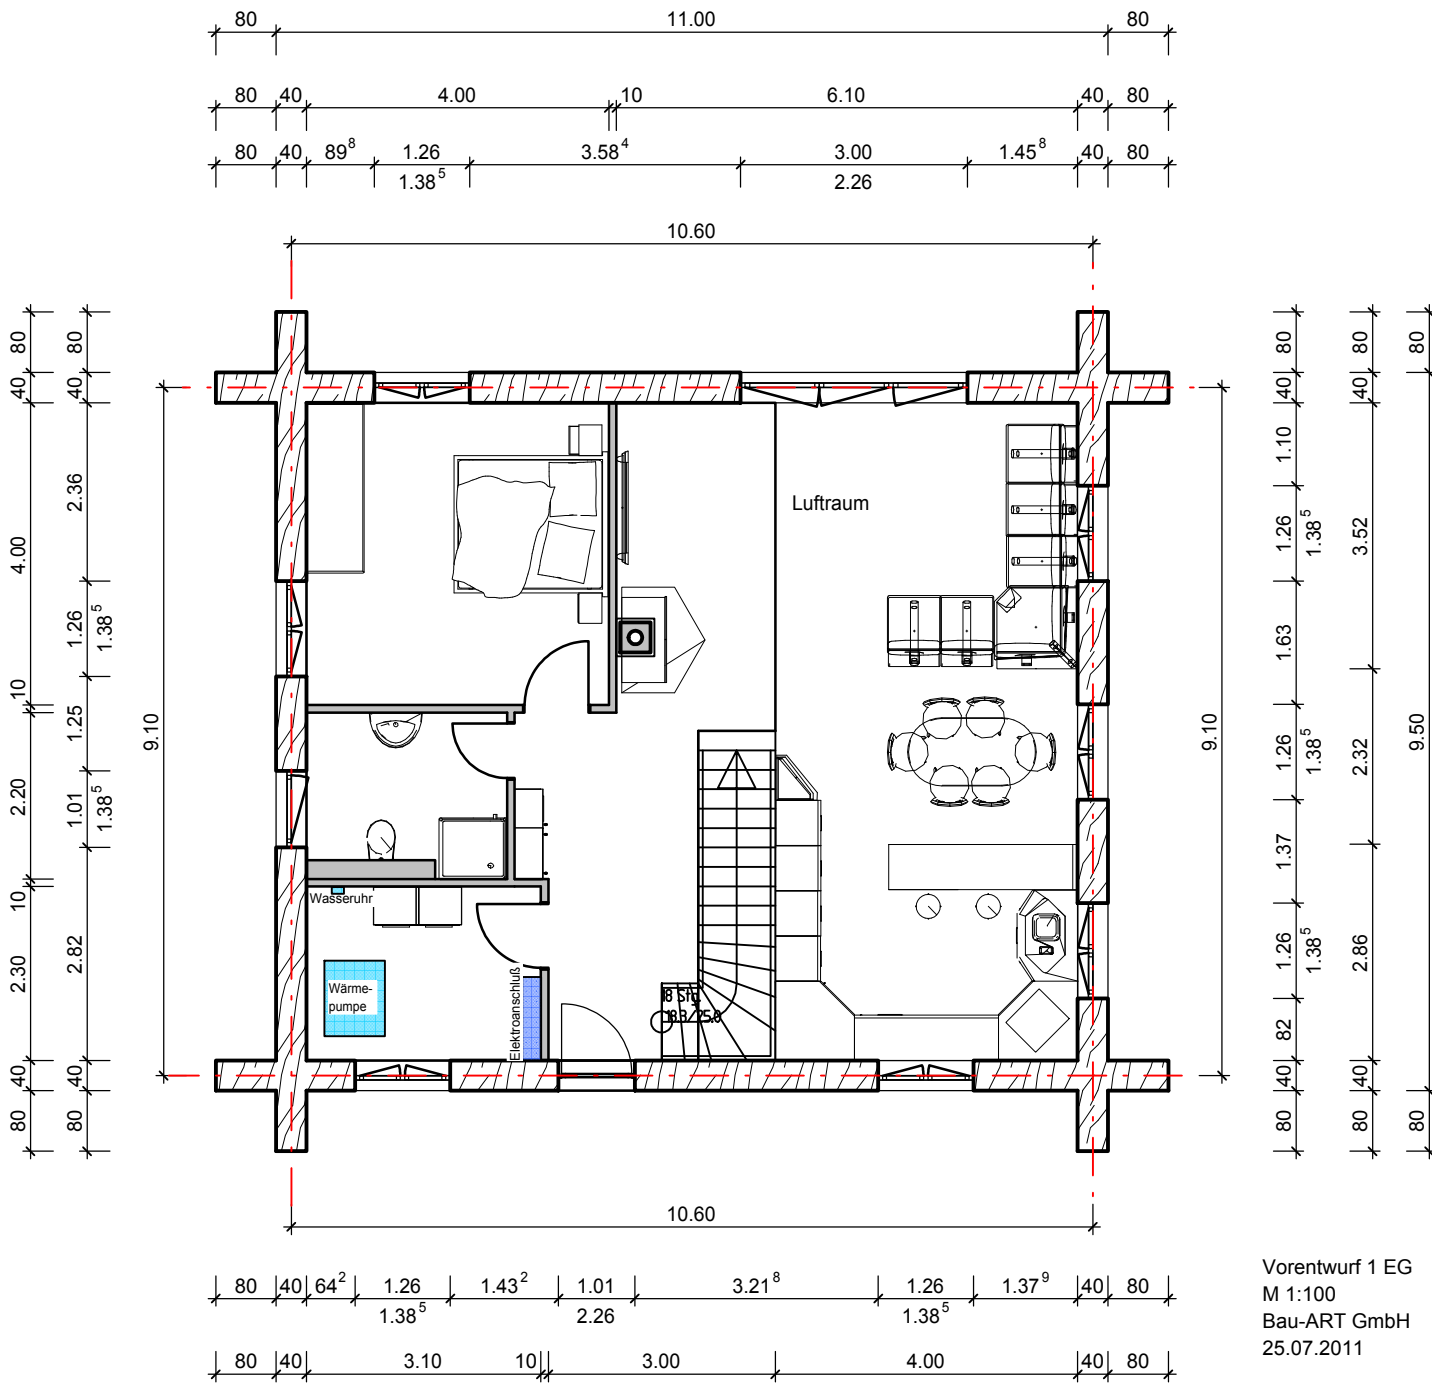 80 11.00 80
80 40 4.00 10 6.10 40 80
80 40 89⁸ 1.26 3.58⁴ 3.00 1.45⁸ 40 80
1.38⁵ 2.26
10.60
80 40 4.00 10 2.20 10 2.30 40 80
80 40 2.36 1.26 1.25 1.01 2.82 40 80
1.38⁵ 1.38⁵
9.10
Luftraum
Wasseruhr
Wärme-
pumpe
Elektroanschluß
18 Stg.
18.3/25.0
9.10
80 40 1.10 1.26 1.63 1.26 1.37 1.26 82 40 80
1.38⁵ 1.38⁵ 1.38⁵
80 40 3.52 2.32 2.86 40 80
80 9.50 80
10.60
80 40 64² 1.26 1.43² 1.01 3.21⁸ 1.26 1.37⁹ 40 80
1.38⁵ 2.26 1.38⁵
80 40 3.10 10 3.00 4.00 40 80
Vorentwurf 1 EG
M 1:100
Bau-ART GmbH
25.07.2011